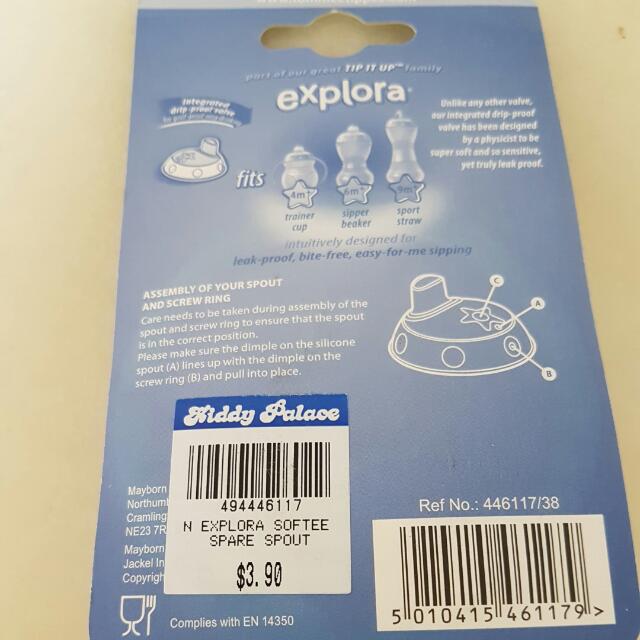 part of our great TIP IT UP™ family
explora
integrated
drip-proof valve
Unlike any other valve,
our integrated drip-proof
valve has been designed
by a physicist to be
super soft and so sensitive,
yet truly leak proof.
fits
4m+
6m+
9m+
trainer
cup
sipper
beaker
sport
straw
intuitively designed for
leak-proof, bite-free, easy-for-me sipping
ASSEMBLY OF YOUR SPOUT
AND SCREW RING
Care needs to be taken during assembly of the
spout and screw ring to ensure that the spout
is in the correct position.
Please make sure the dimple on the silicone
spout (A) lines up with the dimple on the
screw ring (B) and pull into place.
C
A
B
Kiddy Palace
494446117
N EXPLORA SOFTEE
SPARE SPOUT
$3.90
Mayborn
Northumb
Cramling
NE23 7R
Mayborn
Jackel In
Copyrigh
Ref No.: 446117/38
5 010415 461179 >
Complies with EN 14350